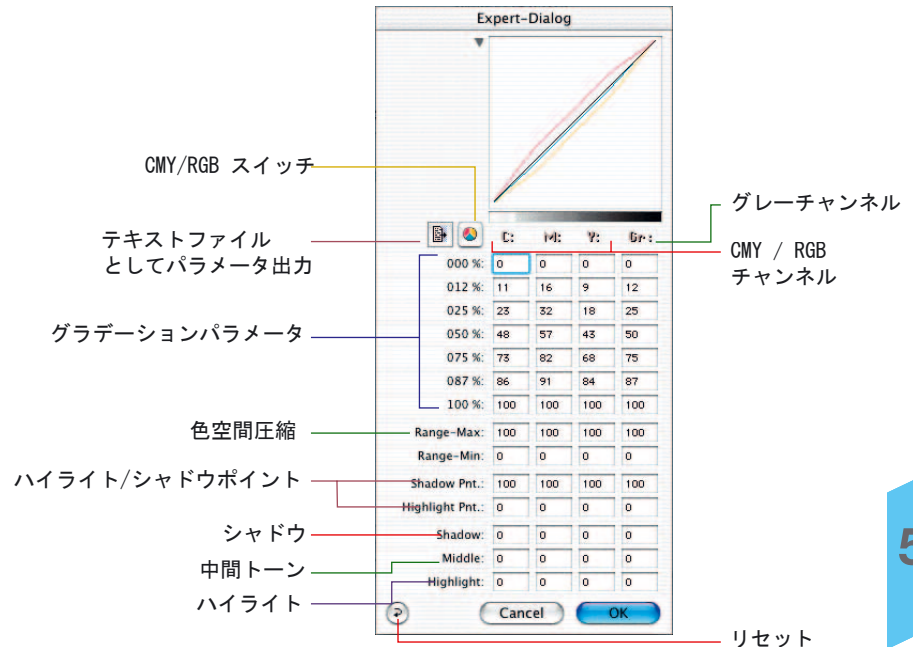 Expert-Dialog
CMY/RGB スイッチ
グレーチャンネル
テキストファイル
としてパラメータ出力
C: M: Y: Gr:
CMY / RGB
チャンネル
000 %: 0 0 0 0
012 %: 11 16 9 12
025 %: 23 32 18 25
グラデーションパラメータ
050 %: 48 57 43 50
075 %: 73 82 68 75
087 %: 86 91 84 87
100 %: 100 100 100 100
色空間圧縮
Range-Max: 100 100 100 100
Range-Min: 0 0 0 0
ハイライト/シャドウポイント
Shadow Pnt.: 100 100 100 100
Highlight Pnt.: 0 0 0 0
シャドウ
Shadow: 0 0 0 0
中間トーン
Middle: 0 0 0 0
ハイライト
Highlight: 0 0 0 0
Cancel OK
リセット
5